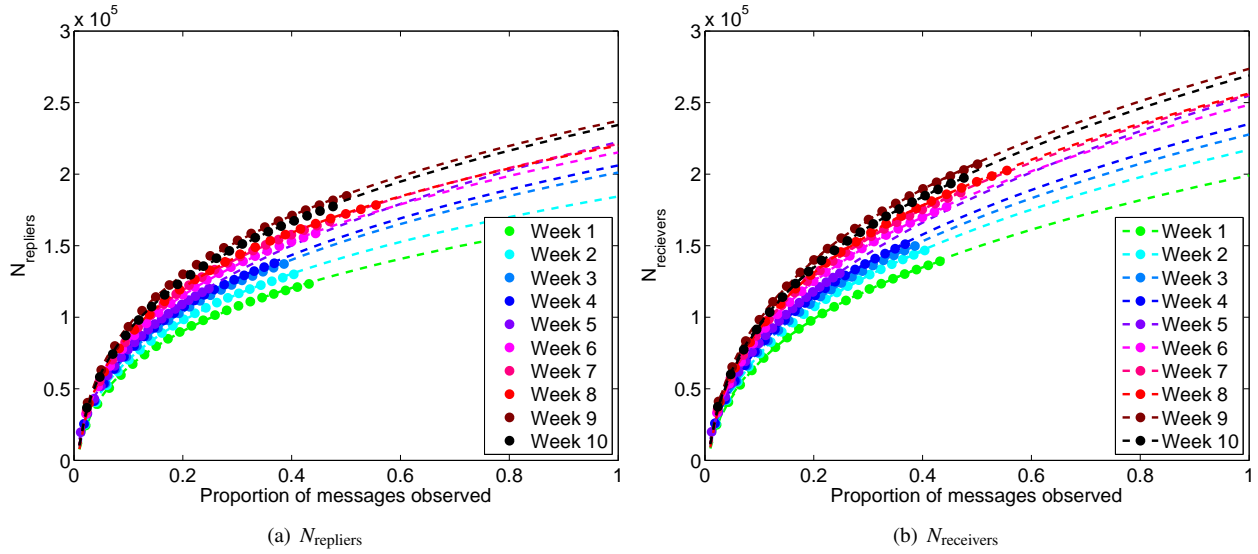 x 10^5
3
2.5
2
1.5
1
0.5
0
0
0.2
0.4
0.6
0.8
1
N_repliers
Proportion of messages observed
Week 1
Week 2
Week 3
Week 4
Week 5
Week 6
Week 7
Week 8
Week 9
Week 10
(a) N_repliers
x 10^5
3
2.5
2
1.5
1
0.5
0
0
0.2
0.4
0.6
0.8
1
N_recievers
Proportion of messages observed
Week 1
Week 2
Week 3
Week 4
Week 5
Week 6
Week 7
Week 8
Week 9
Week 10
(b) N_receivers